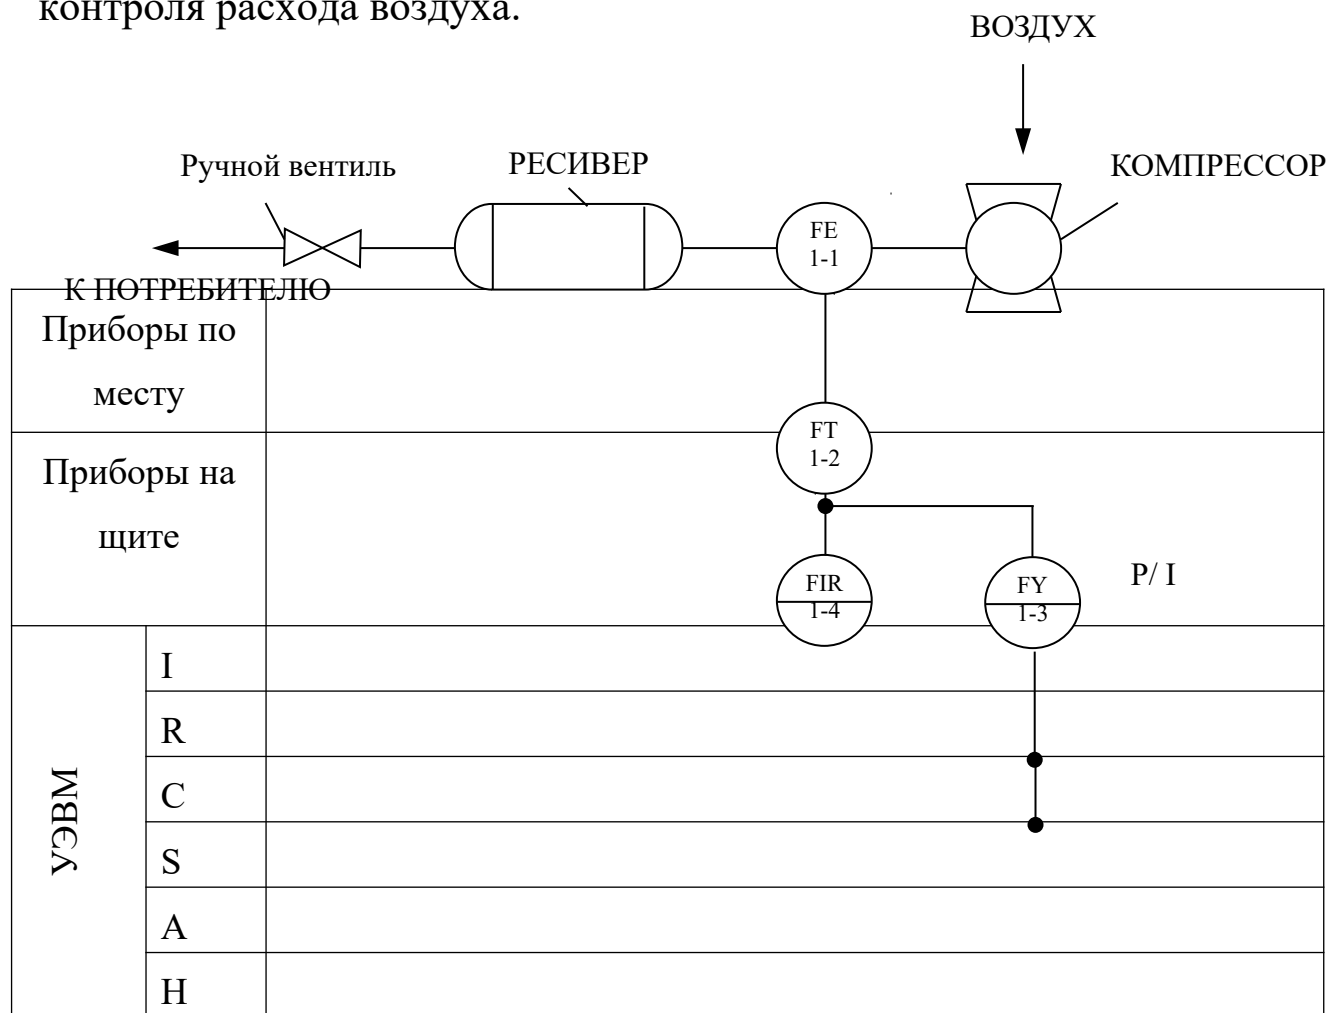 контроля расхода воздуха.
ВОЗДУХ
Ручной вентиль
РЕСИВЕР
КОМПРЕССОР
FE
1-1
К ПОТРЕБИТЕЛЮ
Приборы по
месту
FT
1-2
Приборы на
щите
FIR
1-4
FY
1-3
P/ I
УЭВМ
I
R
C
S
A
H